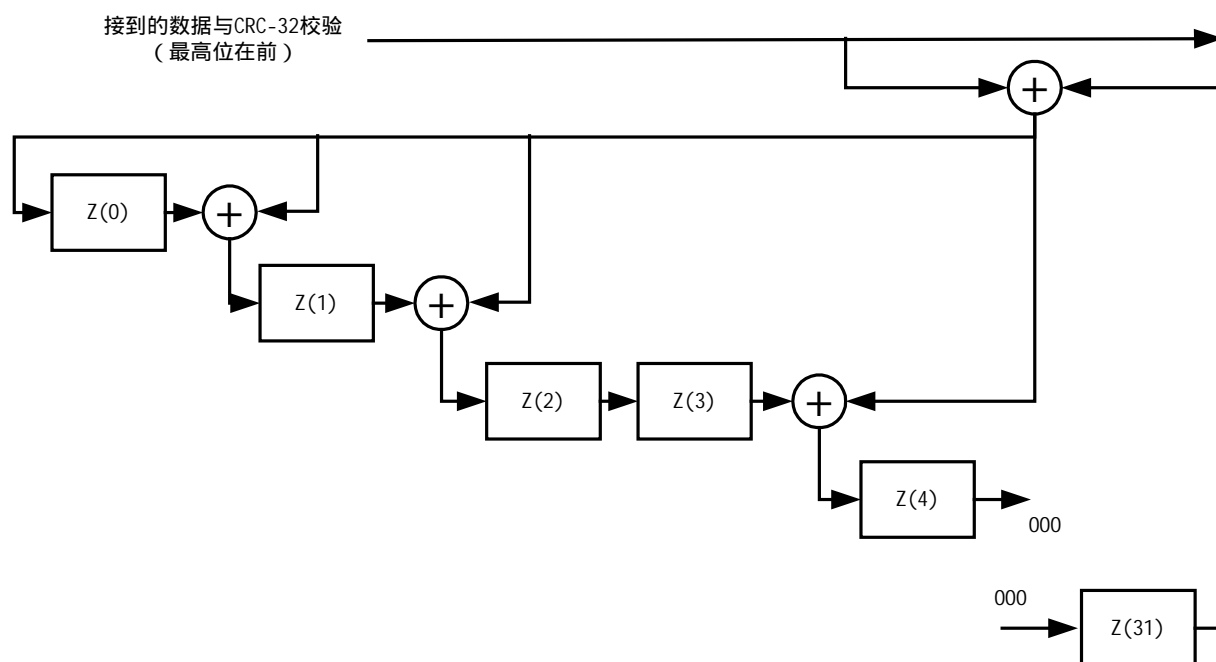 接到的数据与CRC-32校验
（最高位在前）
+
Z(0)
+
Z(1)
+
Z(2)
Z(3)
+
Z(4)
000
000
Z(31)